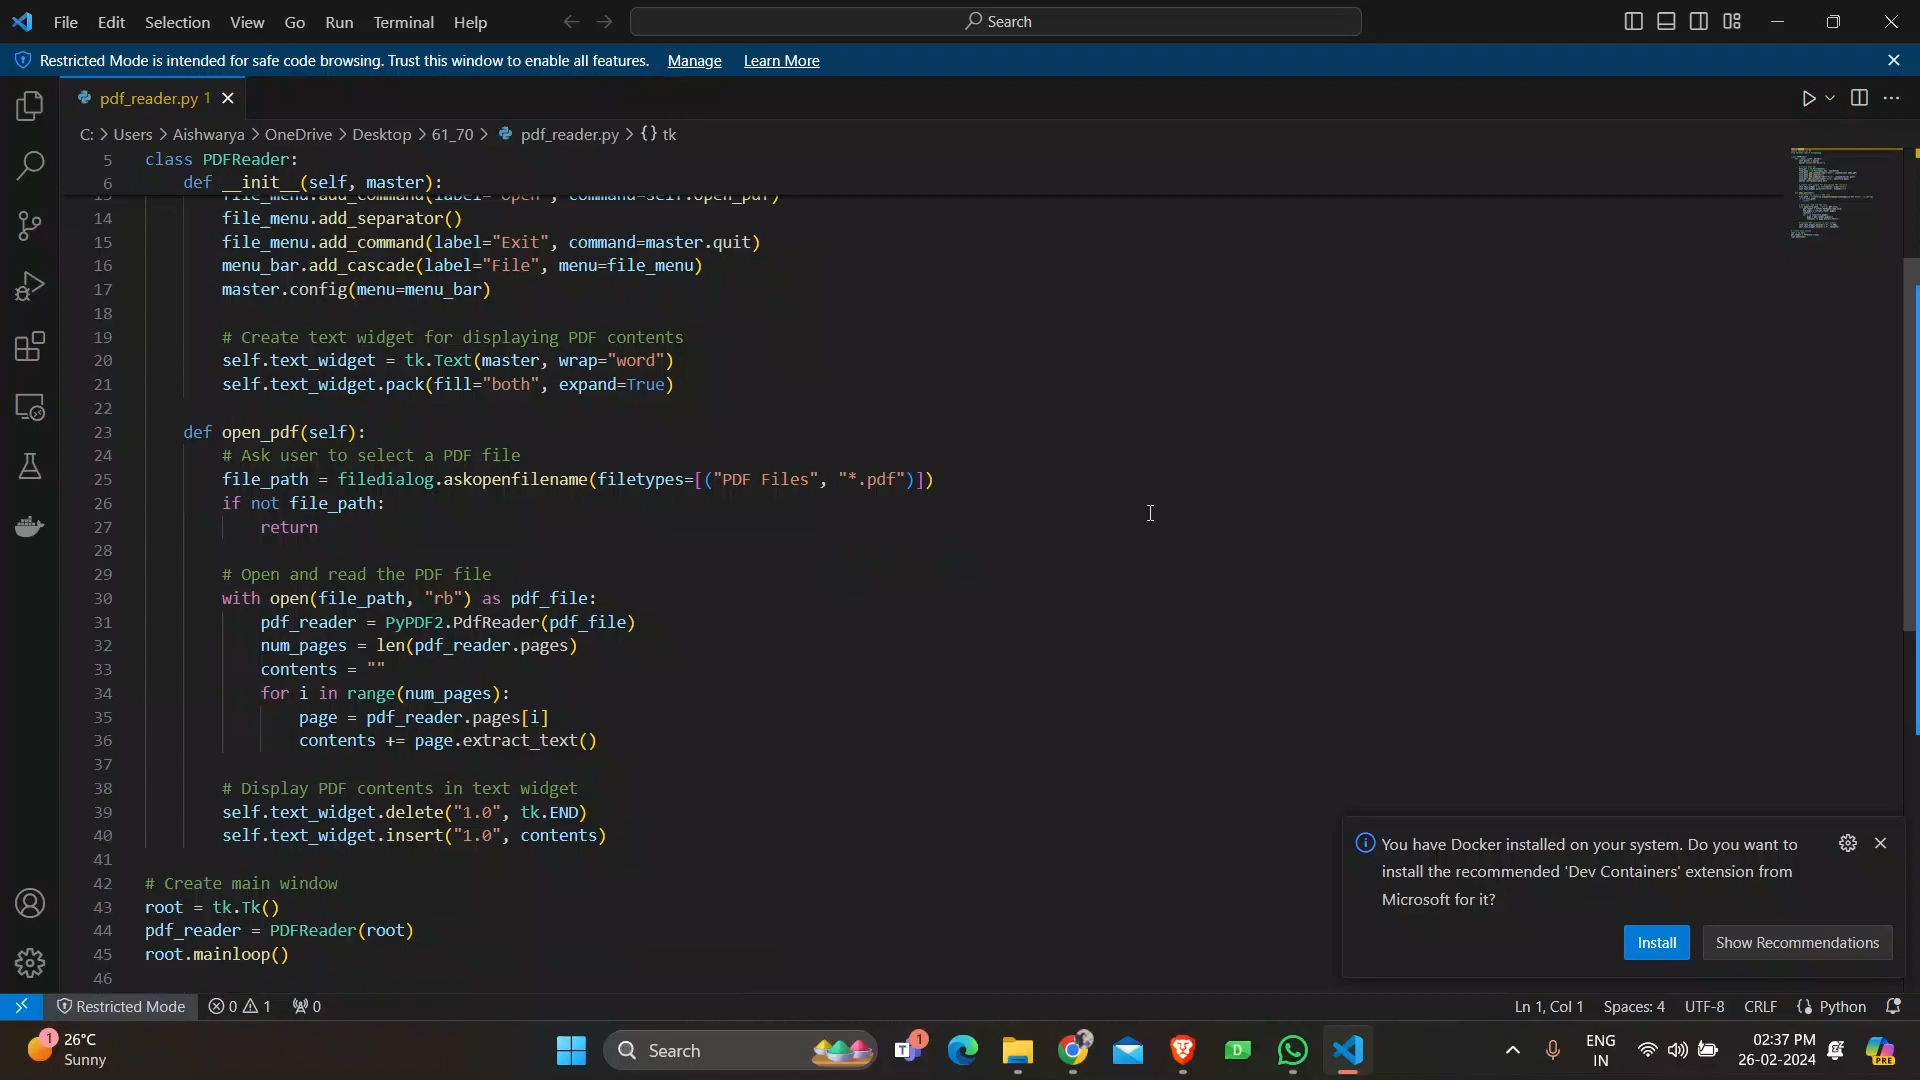 File Edit Selection View Go Run Terminal Help
Search
Restricted Mode is intended for safe code browsing. Trust this window to enable all features. Manage Learn More
pdf_reader.py 1
C: > Users > Aishwarya > OneDrive > Desktop > 61_70 > pdf_reader.py > {} tk
5 class PDFReader:
6 def __init__(self, master):
14 file_menu.add_separator()
15 file_menu.add_command(label="Exit", command=master.quit)
16 menu_bar.add_cascade(label="File", menu=file_menu)
17 master.config(menu=menu_bar)
18
19 # Create text widget for displaying PDF contents
20 self.text_widget = tk.Text(master, wrap="word")
21 self.text_widget.pack(fill="both", expand=True)
22
23 def open_pdf(self):
24 # Ask user to select a PDF file
25 file_path = filedialog.askopenfilename(filetypes=[("PDF Files", "*.pdf")])
26 if not file_path:
27 return
28
29 # Open and read the PDF file
30 with open(file_path, "rb") as pdf_file:
31 pdf_reader = PyPDF2.PdfReader(pdf_file)
32 num_pages = len(pdf_reader.pages)
33 contents = ""
34 for i in range(num_pages):
35 page = pdf_reader.pages[i]
36 contents += page.extract_text()
37
38 # Display PDF contents in text widget
39 self.text_widget.delete("1.0", tk.END)
40 self.text_widget.insert("1.0", contents)
41
42 # Create main window
43 root = tk.Tk()
44 pdf_reader = PDFReader(root)
45 root.mainloop()
46
You have Docker installed on your system. Do you want to
install the recommended 'Dev Containers' extension from
Microsoft for it?
Install Show Recommendations
Restricted Mode 0 1 0 Ln 1, Col 1 Spaces: 4 UTF-8 CRLF {} Python
1 26°C
Sunny
Search
T 1
D
ENG
IN
02:37 PM
26-02-2024
PRE